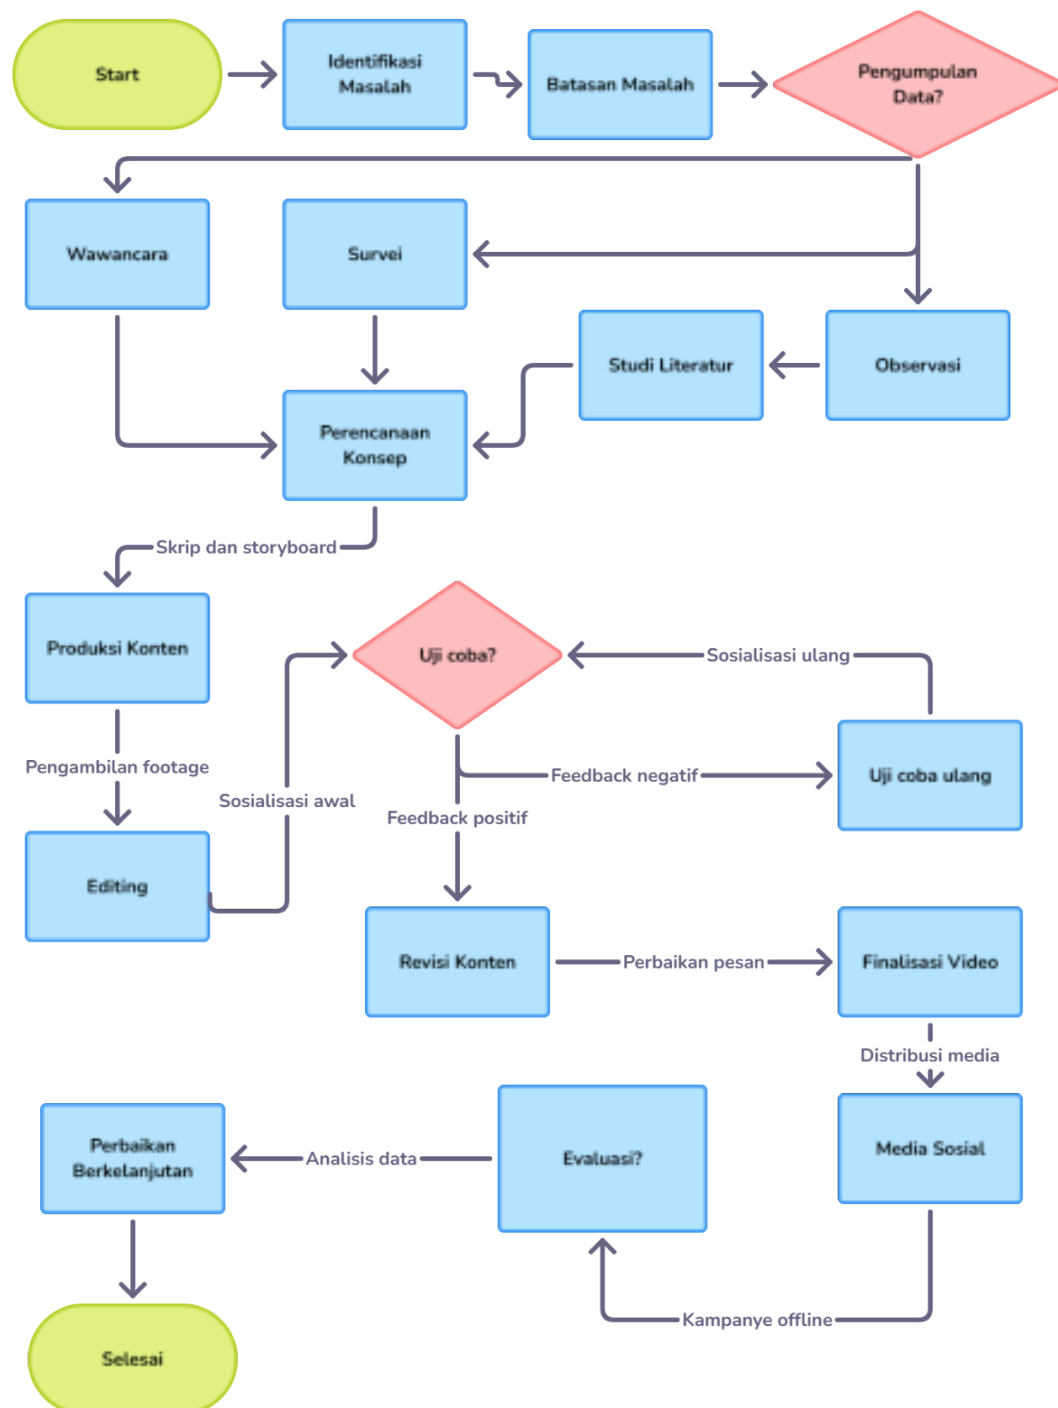 Start
Identifikasi
Masalah
Batasan Masalah
Pengumpulan
Data?
Wawancara
Survei
Studi Literatur
Observasi
Perencanaan
Konsep
Skrip dan storyboard
Produksi Konten
Uji coba?
Sosialisasi ulang
Pengambilan footage
Feedback negatif
Uji coba ulang
Sosialisasi awal
Feedback positif
Editing
Revisi Konten
Perbaikan pesan
Finalisasi Video
Distribusi media
Perbaikan
Berkelanjutan
Analisis data
Evaluasi?
Media Sosial
Kampanye offline
Selesai